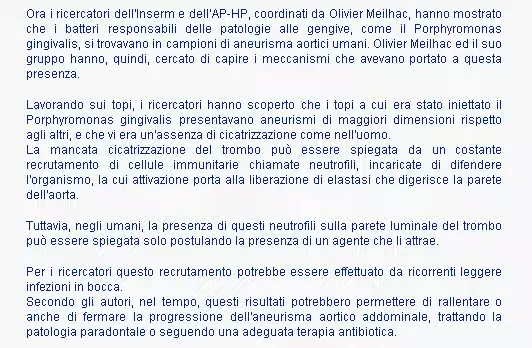 Ora i ricercatori dell'Inserm e dell'AP-HP, coordinati da Olivier Meilhac, hanno mostrato
che i batteri responsabili delle patologie alle gengive, come il Porphyromonas
gingivalis, si trovavano in campioni di aneurisma aortici umani. Olivier Meilhac ed il suo
gruppo hanno, quindi, cercato di capire i meccanismi che avevano portato a questa
presenza.
Lavorando sui topi, i ricercatori hanno scoperto che i topi a cui era stato iniettato il
Porphyromonas gingivalis presentavano aneurismi di maggiori dimensioni rispetto
agli altri, e che vi era un'assenza di cicatrizzazione come nell'uomo.
La mancata cicatrizzazione del trombo può essere spiegata da un costante
recrutamento di cellule immunitarie chiamate neutrofili, incaricate di difendere
l'organismo, la cui attivazione porta alla liberazione di elastasi che digerisce la parete
dell'aorta.
Tuttavia, negli umani, la presenza di questi neutrofili sulla parete luminale del trombo
può essere spiegata solo postulando la presenza di un agente che li attrae.
Per i ricercatori questo recrutamento potrebbe essere effettuato da ricorrenti leggere
infezioni in bocca.
Secondo gli autori, nel tempo, questi risultati potrebbero permettere di rallentare o
anche di fermare la progressione dell'aneurisma aortico addominale, trattando la
patologia paradontale o seguendo una adeguata terapia antibiotica.